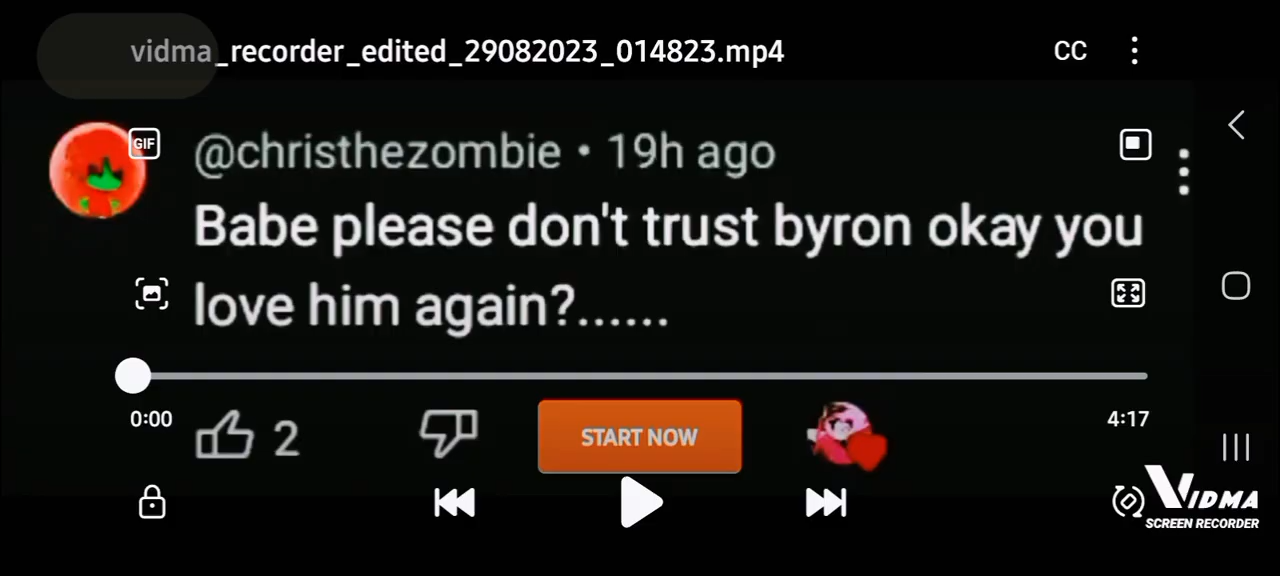 vidma_recorder_edited_29082023_014823.mp4
CC
GIF
@christhezombie • 19h ago
Babe please don't trust byron okay you
love him again?......
0:00
4:17
2
START NOW
VIDMA
SCREEN RECORDER